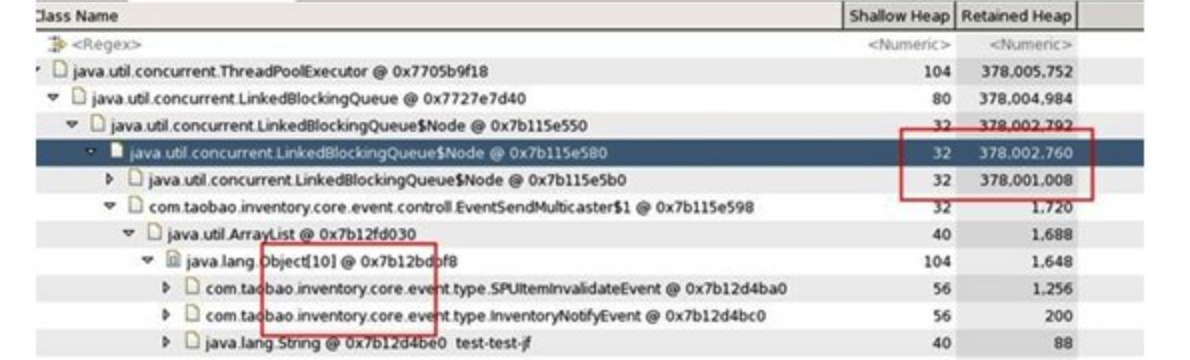 Class Name Shallow Heap Retained Heap
<Regex> <Numeric> <Numeric>
java.util.concurrent.ThreadPoolExecutor @ 0x7705b9f18 104 378,005,752
java.util.concurrent.LinkedBlockingQueue @ 0x7727e7d40 80 378,004,984
java.util.concurrent.LinkedBlockingQueue$Node @ 0x7b115e550 32 378,002,792
java.util.concurrent.LinkedBlockingQueue$Node @ 0x7b115e580 32 378,002,760
java.util.concurrent.LinkedBlockingQueue$Node @ 0x7b115e5b0 32 378,001,008
com.taobao.inventory.core.event.controll.EventSendMulticaster$1 @ 0x7b115e598 32 1,720
java.util.ArrayList @ 0x7b12fd030 40 1,688
java.lang.Object[10] @ 0x7b12bdbf8 104 1,648
com.taobao.inventory.core.event.type.SPUItemInvalidateEvent @ 0x7b12d4ba0 56 1,256
com.taobao.inventory.core.event.type.InventoryNotifyEvent @ 0x7b12d4bc0 56 200
java.lang.String @ 0x7b12d4be0 test-test-jf 40 88